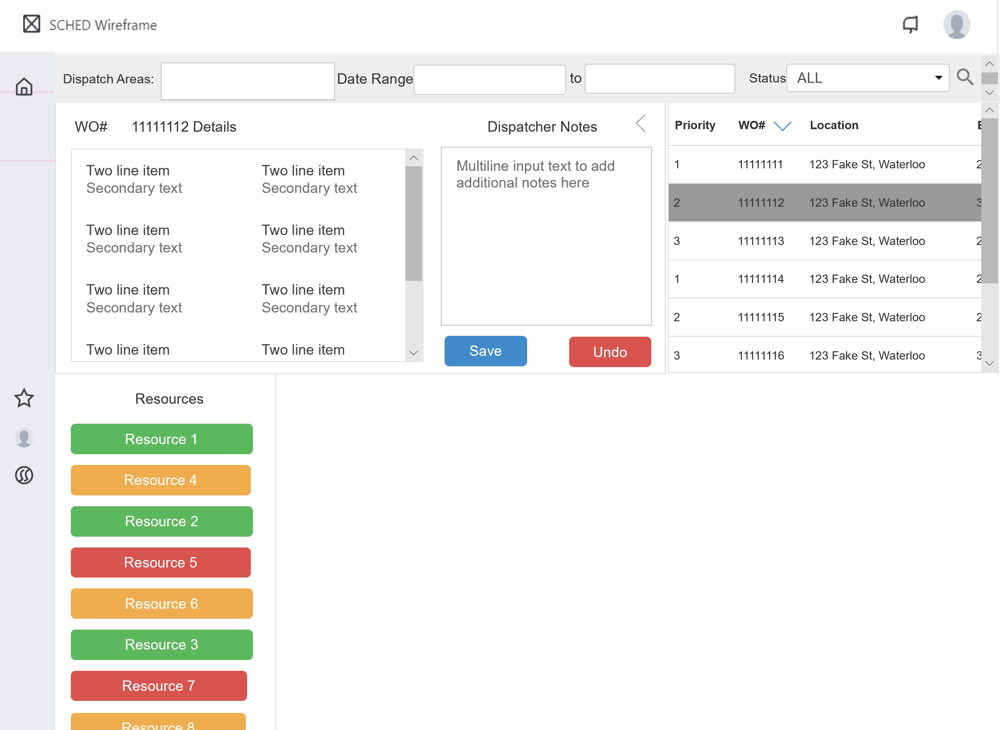 SCHED Wireframe
Dispatch Areas: Date Range to Status ALL
WO# 11111112 Details
Two line item Two line item
Secondary text Secondary text
Two line item Two line item
Secondary text Secondary text
Two line item Two line item
Secondary text Secondary text
Two line item Two line item
Dispatcher Notes
Multiline input text to add
additional notes here
Save Undo
Priority WO# Location
1 11111111 123 Fake St, Waterloo
2 11111112 123 Fake St, Waterloo
3 11111113 123 Fake St, Waterloo
1 11111114 123 Fake St, Waterloo
2 11111115 123 Fake St, Waterloo
3 11111116 123 Fake St, Waterloo
Resources
Resource 1
Resource 4
Resource 2
Resource 5
Resource 6
Resource 3
Resource 7
Resource 8